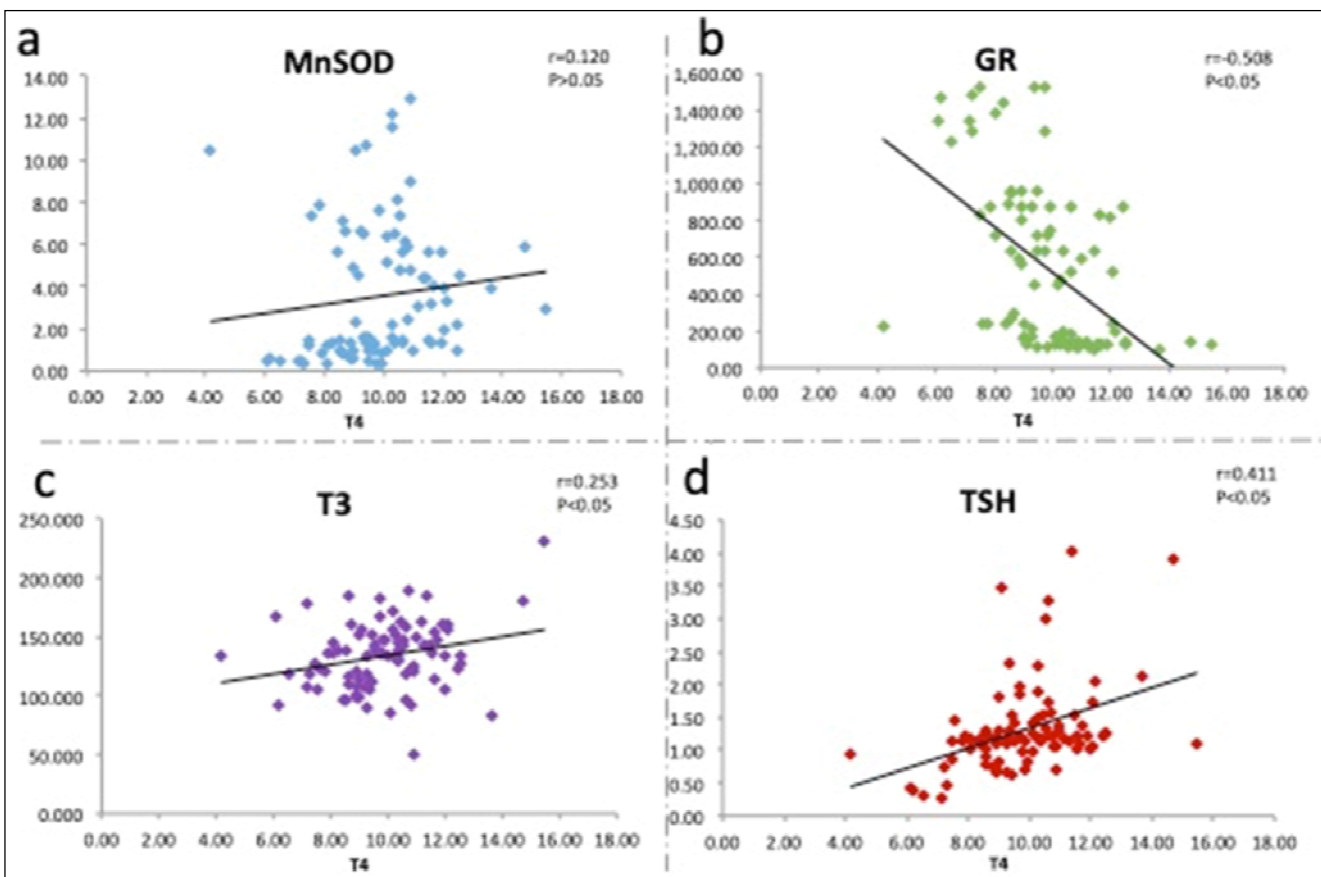 a
MnSOD
r=0.120
P>0.05
14.00
12.00
10.00
8.00
6.00
4.00
2.00
0.00
0.00 2.00 4.00 6.00 8.00 10.00 12.00 14.00 16.00 18.00
T4
b
GR
r=-0.508
P<0.05
1,600.00
1,400.00
1,200.00
1,000.00
800.00
600.00
400.00
200.00
0.00
0.00 2.00 4.00 6.00 8.00 10.00 12.00 14.00 16.00 18.00
T4
c
T3
r=0.253
P<0.05
250.000
200.000
150.000
100.000
50.000
0.000
0.00 2.00 4.00 6.00 8.00 10.00 12.00 14.00 16.00 18.00
T4
d
TSH
r=0.411
P<0.05
4.50
4.00
3.50
3.00
2.50
2.00
1.50
1.00
0.50
0.00
0.00 2.00 4.00 6.00 8.00 10.00 12.00 14.00 16.00 18.00
T4